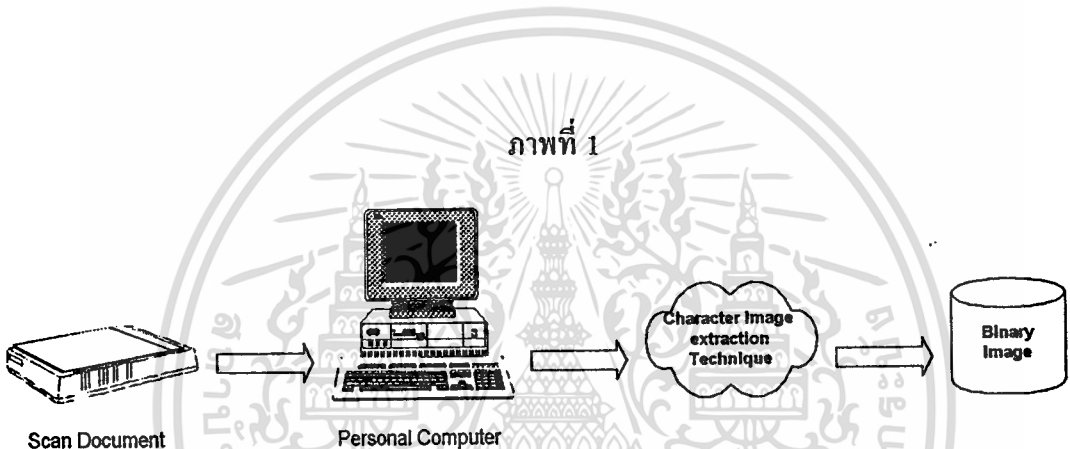 ภาพที่ 1
Character Image
extraction
Technique
Binary
Image
Scan Document
Personal Computer